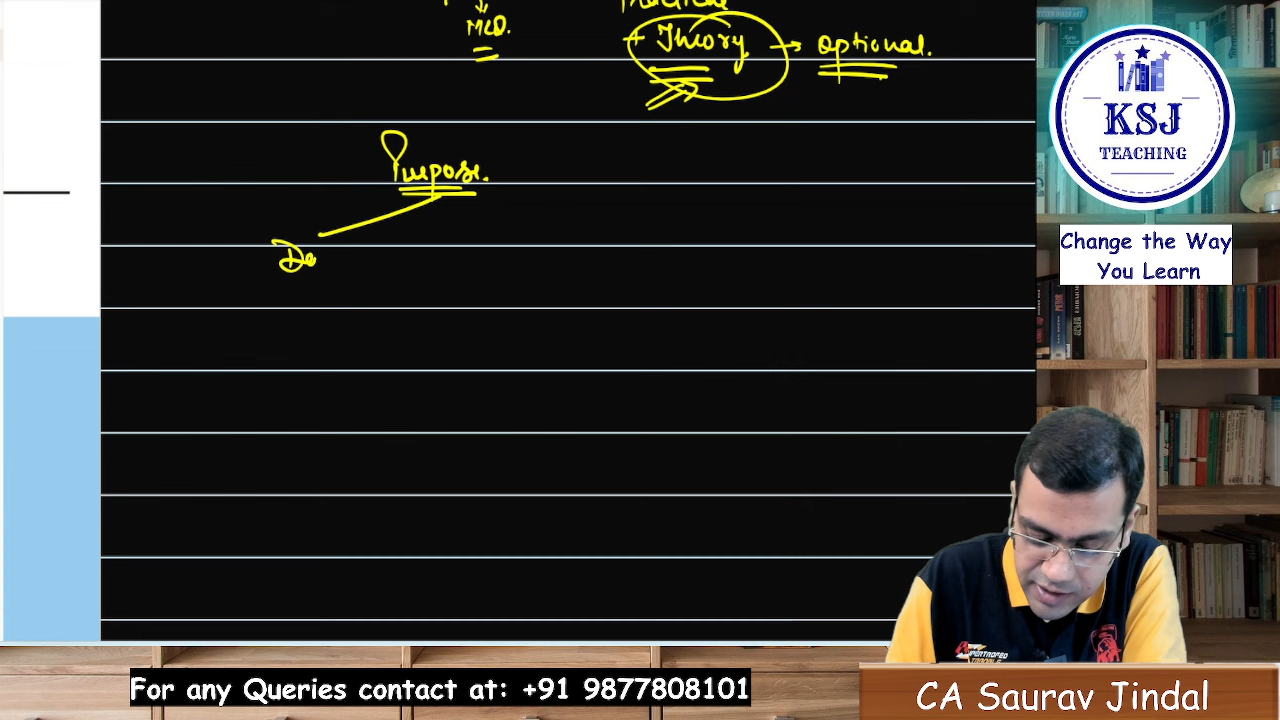 MCQ.
+ Theory → optional.
Purpose.
De
KSJ
TEACHING
Change the Way
You Learn
For any Queries contact at: +91 9877808101
CA Saurav Jindal